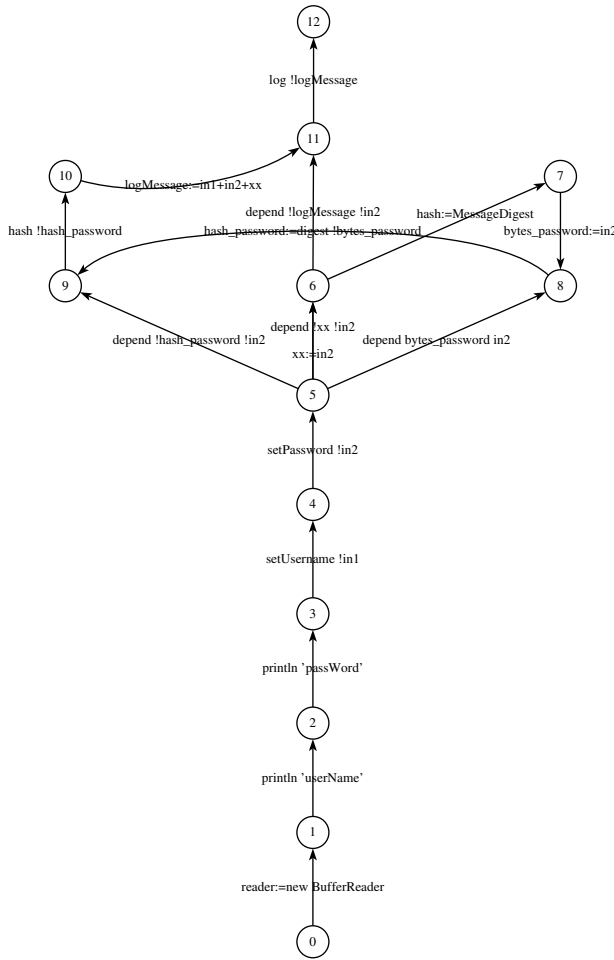 12
log !logMessage
11
10
7
logMessage:=in1+in2+xx
depend !logMessage !in2
hash:=MessageDigest
hash !hash_password
hash_password:=digest !bytes_password
bytes_password:=in2
9
6
8
depend !xx !in2
depend !hash_password !in2
depend bytes_password in2
xx:=in2
5
setPassword !in2
4
setUsername !in1
3
println 'passWord'
2
println 'userName'
1
reader:=new BufferReader
0